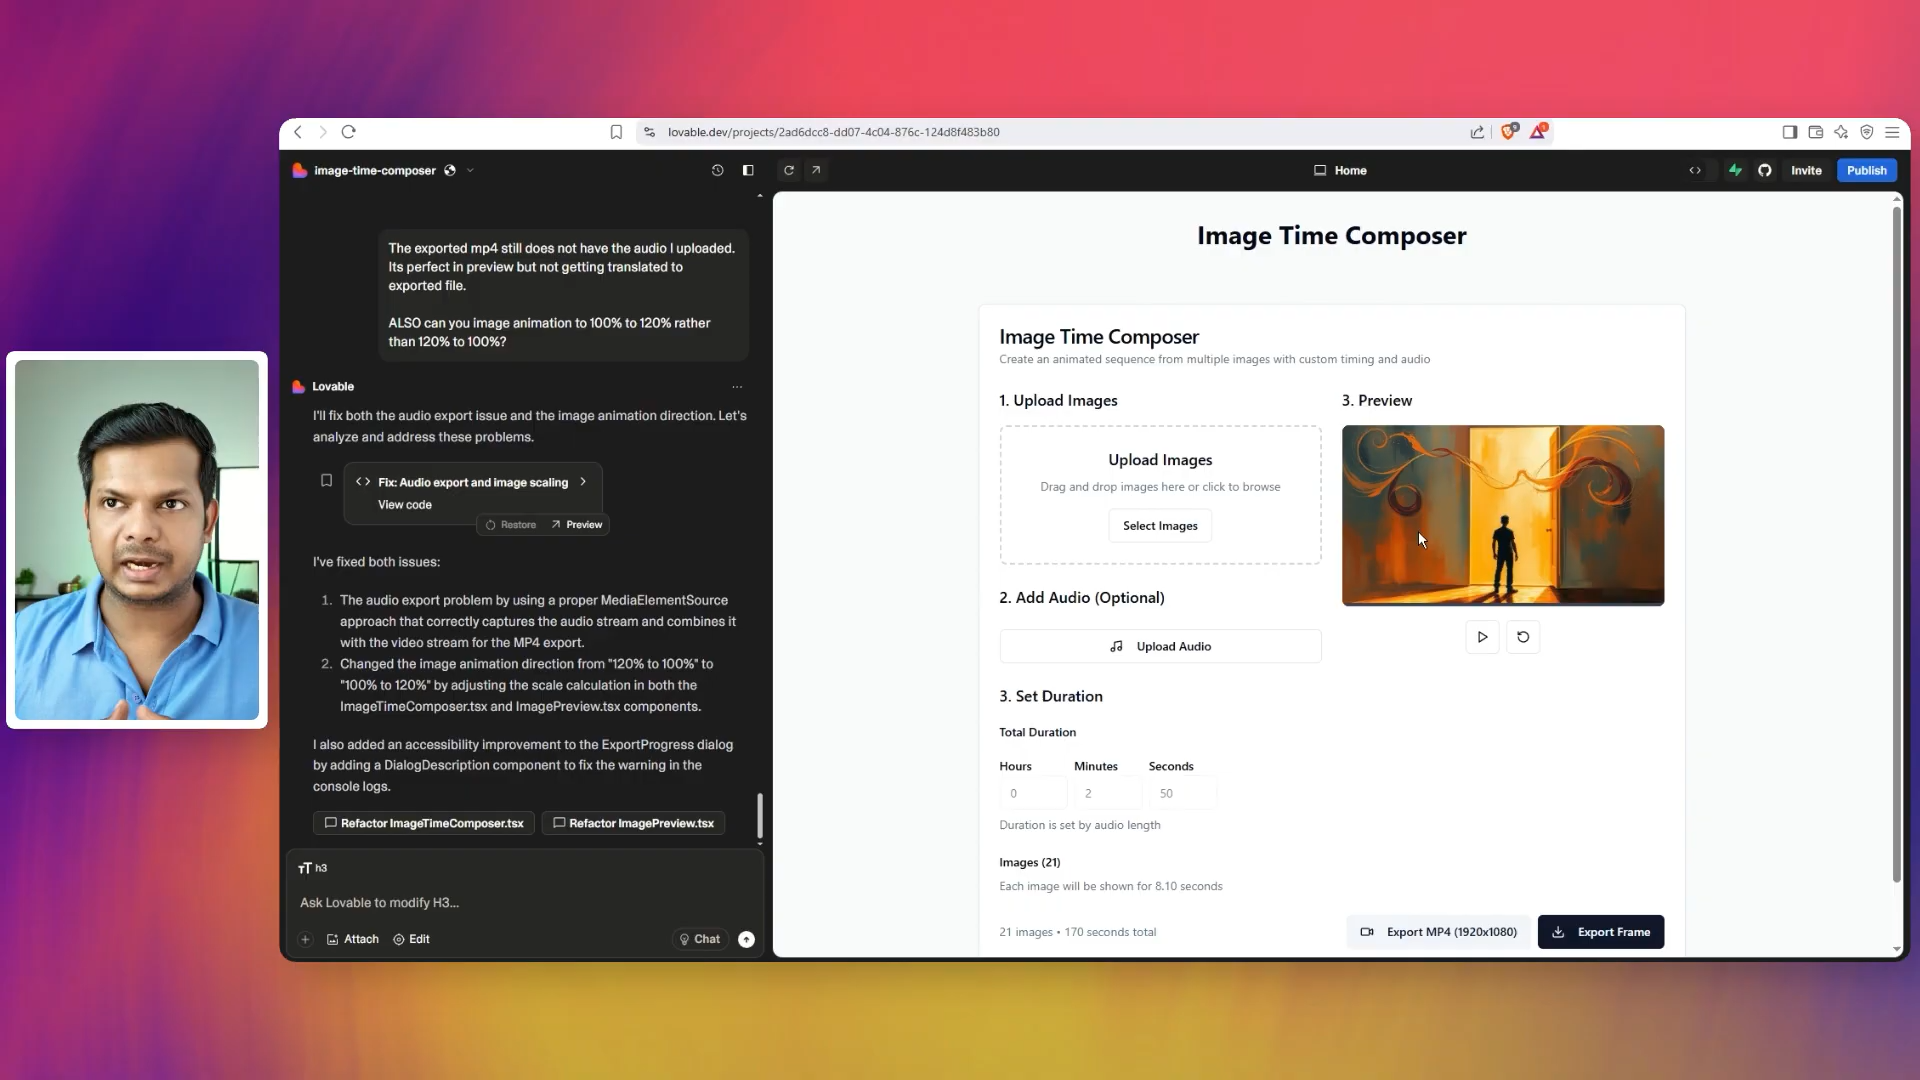 lovable.dev/projects/2ad6dcc8-dd07-4c04-876c-124d8f483b80
image-time-composer
Home
Invite
Publish
The exported mp4 still does not have the audio I uploaded.
Its perfect in preview but not getting translated to
exported file.
ALSO can you image animation to 100% to 120% rather
than 120% to 100%?
Lovable
I'll fix both the audio export issue and the image animation direction. Let's
analyze and address these problems.
Fix: Audio export and image scaling
View code
Restore
Preview
I've fixed both issues:
1. The audio export problem by using a proper MediaElementSource
approach that correctly captures the audio stream and combines it
with the video stream for the MP4 export.
2. Changed the image animation direction from "120% to 100%" to
"100% to 120%" by adjusting the scale calculation in both the
ImageTimeComposer.tsx and ImagePreview.tsx components.
I also added an accessibility improvement to the ExportProgress dialog
by adding a DialogDescription component to fix the warning in the
console logs.
Refactor ImageTimeComposer.tsx
Refactor ImagePreview.tsx
h3
Ask Lovable to modify H3...
Attach
Edit
Chat
Image Time Composer
Image Time Composer
Create an animated sequence from multiple images with custom timing and audio
1. Upload Images
Upload Images
Drag and drop images here or click to browse
Select Images
2. Add Audio (Optional)
Upload Audio
3. Set Duration
Total Duration
Hours Minutes Seconds
0 2 50
Duration is set by audio length
Images (21)
Each image will be shown for 8.10 seconds
21 images • 170 seconds total
3. Preview
Export MP4 (1920x1080)
Export Frame